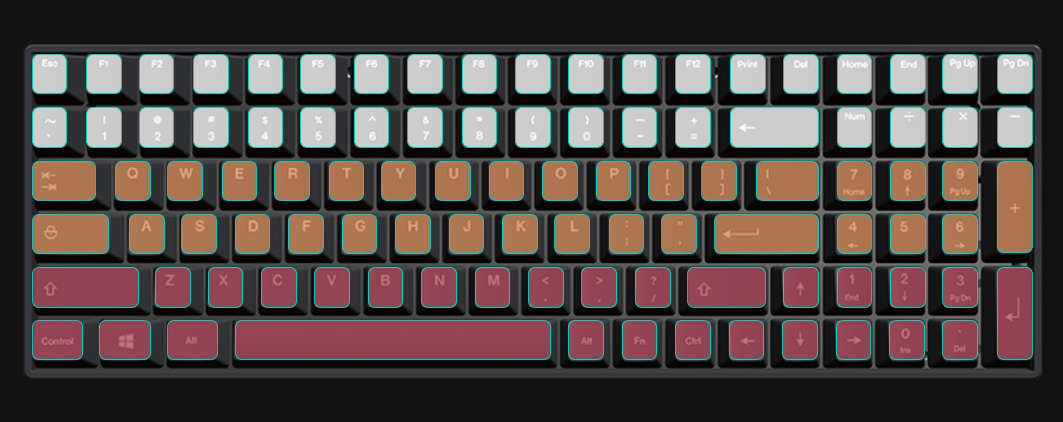 Esc F1 F2 F3 F4 F5 F6 F7 F8 F9 F10 F11 F12 Print Del Home End Pg Up Pg Dn
~ ! @ # $ % ^ & * ( ) — + ← Num ÷ × −
` 1 2 3 4 5 6 7 8 9 0 - =
⇤ Q W E R T Y U I O P { } | 7 8 9
⇥ [ ] \ Home ↑ Pg Up
+
A S D F G H J K L : " 4 5 6
; ' ← →
⇧ Z X C V B N M < > ? ⇧ ↑ 1 2 3
, . / End ↓ Pg Dn
Control Alt Alt Fn Ctrl ← ↓ → 0 .
Ins Del